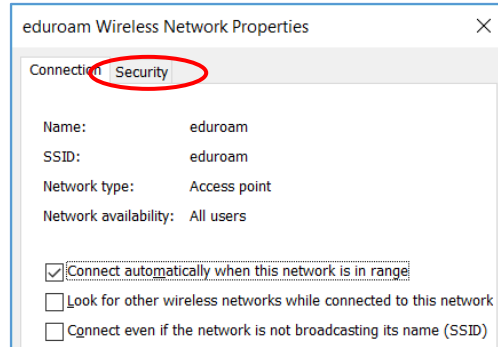 eduroam Wireless Network Properties
Connection Security
Name: eduroam
SSID: eduroam
Network type: Access point
Network availability: All users
Connect automatically when this network is in range
Look for other wireless networks while connected to this network
Connect even if the network is not broadcasting its name (SSID)